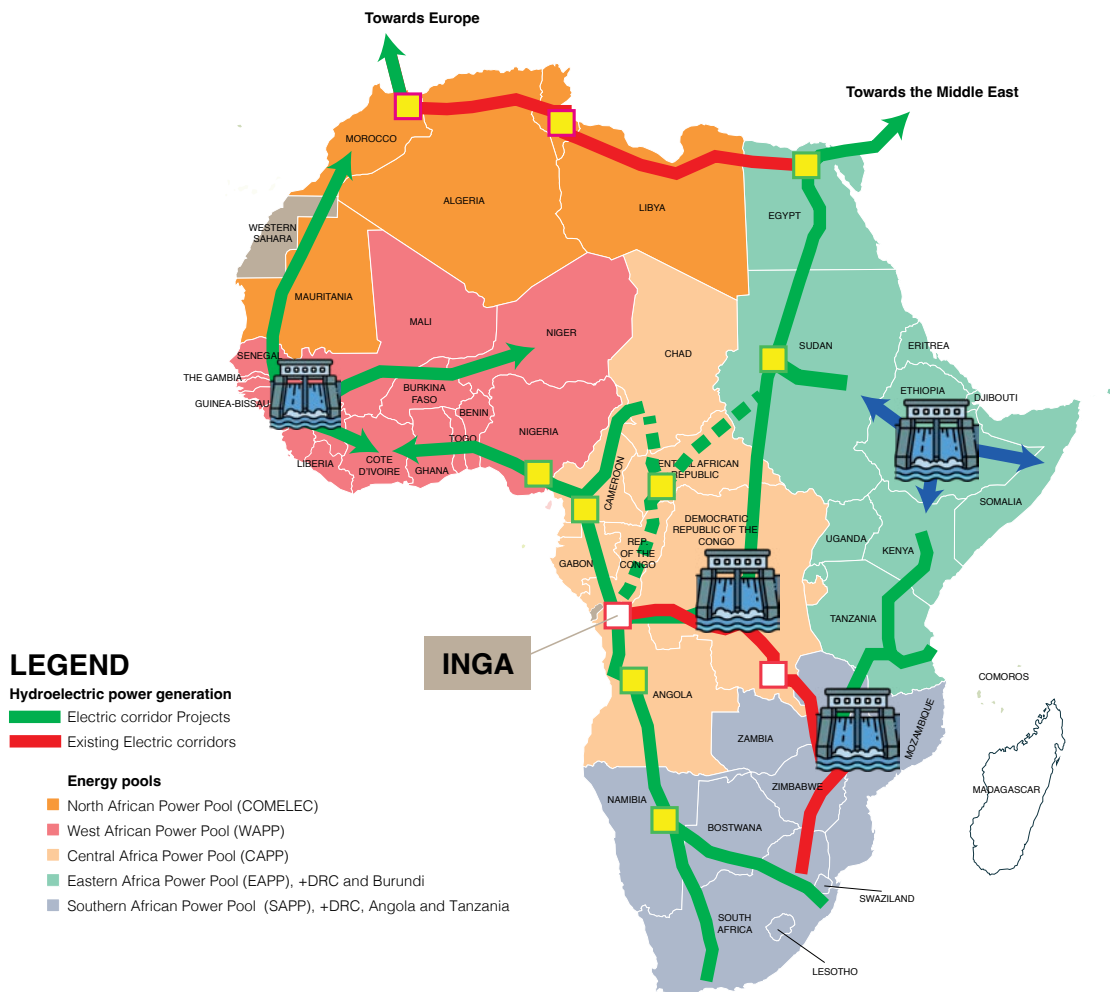 Towards Europe
Towards the Middle East
MOROCCO
ALGERIA
LIBYA
EGYPT
WESTERN
SAHARA
MAURITANIA
MALI
NIGER
CHAD
SUDAN
ERITREA
SENEGAL
THE GAMBIA
GUINEA-BISSAU
BURKINA
FASO
BENIN
TOGO
NIGERIA
ETHIOPIA
DJIBOUTI
LIBERIA
COTE
D'IVOIRE
GHANA
CAMEROON
ENTRAL AFRICAN
REPUBLIC
SOMALIA
DEMOCRATIC
REPUBLIC OF THE
CONGO
UGANDA
KENYA
GABON
REP.
OF THE
CONGO
TANZANIA
INGA
COMOROS
ANGOLA
ZAMBIA
MOZAMBIQUE
MADAGASCAR
NAMIBIA
ZIMBABWE
BOSTWANA
SWAZILAND
SOUTH
AFRICA
LESOTHO
LEGEND
Hydroelectric power generation
Electric corridor Projects
Existing Electric corridors
Energy pools
North African Power Pool (COMELEC)
West African Power Pool (WAPP)
Central Africa Power Pool (CAPP)
Eastern Africa Power Pool (EAPP), +DRC and Burundi
Southern African Power Pool (SAPP), +DRC, Angola and Tanzania